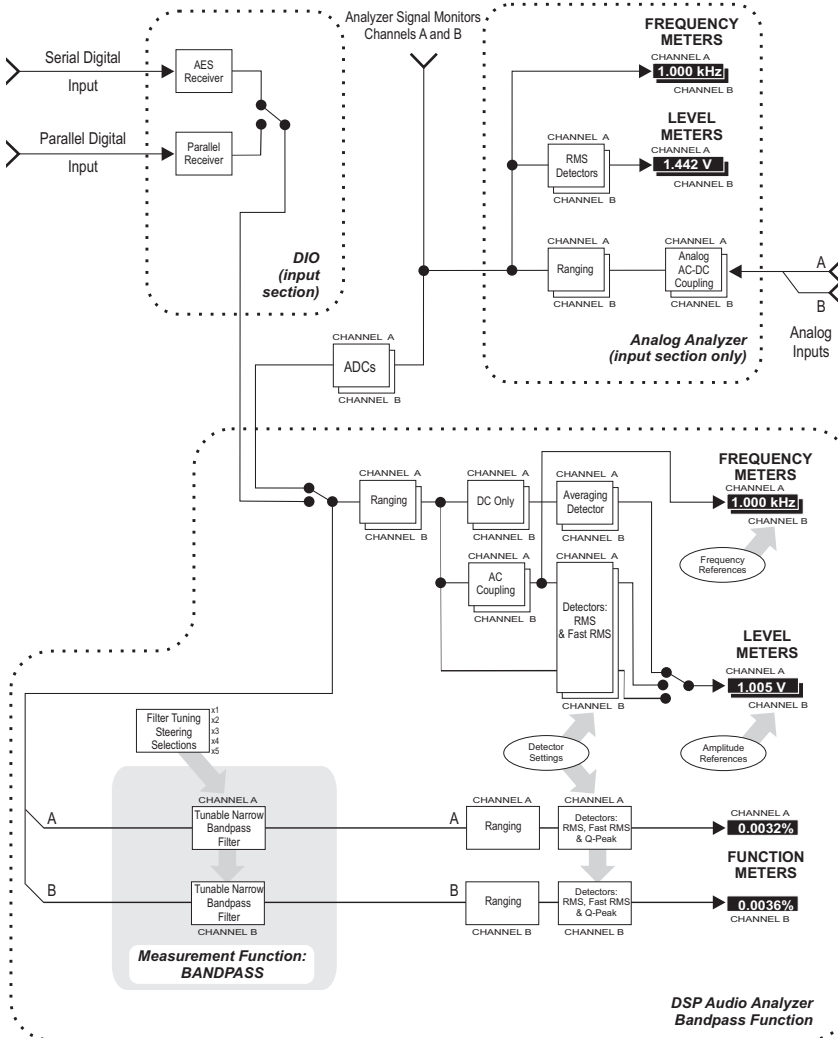 Analyzer Signal Monitors
Channels A and B
Serial Digital
Input
AES
Receiver
Parallel Digital
Input
Parallel
Receiver
DIO
(input
section)
FREQUENCY
METERS
CHANNEL A
1.000 kHz
CHANNEL B
LEVEL
METERS
CHANNEL A
1.442 V
CHANNEL B
CHANNEL A
RMS
Detectors
CHANNEL B
CHANNEL A
Ranging
CHANNEL B
CHANNEL A
Analog
AC-DC
Coupling
CHANNEL B
A
B
Analog
Inputs
Analog Analyzer
(input section only)
CHANNEL A
ADCs
CHANNEL B
CHANNEL A
Ranging
CHANNEL B
CHANNEL A
DC Only
CHANNEL B
CHANNEL A
Averaging
Detector
CHANNEL B
FREQUENCY
METERS
CHANNEL A
1.000 kHz
CHANNEL B
Frequency
References
CHANNEL A
AC
Coupling
CHANNEL B
CHANNEL A
Detectors:
RMS
& Fast RMS
CHANNEL B
LEVEL
METERS
CHANNEL A
1.005 V
CHANNEL B
Filter Tuning
Steering
Selections
x1
x2
x3
x4
x5
Detector
Settings
Amplitude
References
A
CHANNEL A
Tunable Narrow
Bandpass
Filter
A
CHANNEL A
Ranging
CHANNEL A
Detectors:
RMS, Fast RMS
& Q-Peak
CHANNEL A
0.0032%
FUNCTION
METERS
B
Tunable Narrow
Bandpass
Filter
CHANNEL B
B
Ranging
CHANNEL B
Detectors:
RMS, Fast RMS
& Q-Peak
CHANNEL B
0.0036%
CHANNEL B
Measurement Function:
BANDPASS
DSP Audio Analyzer
Bandpass Function